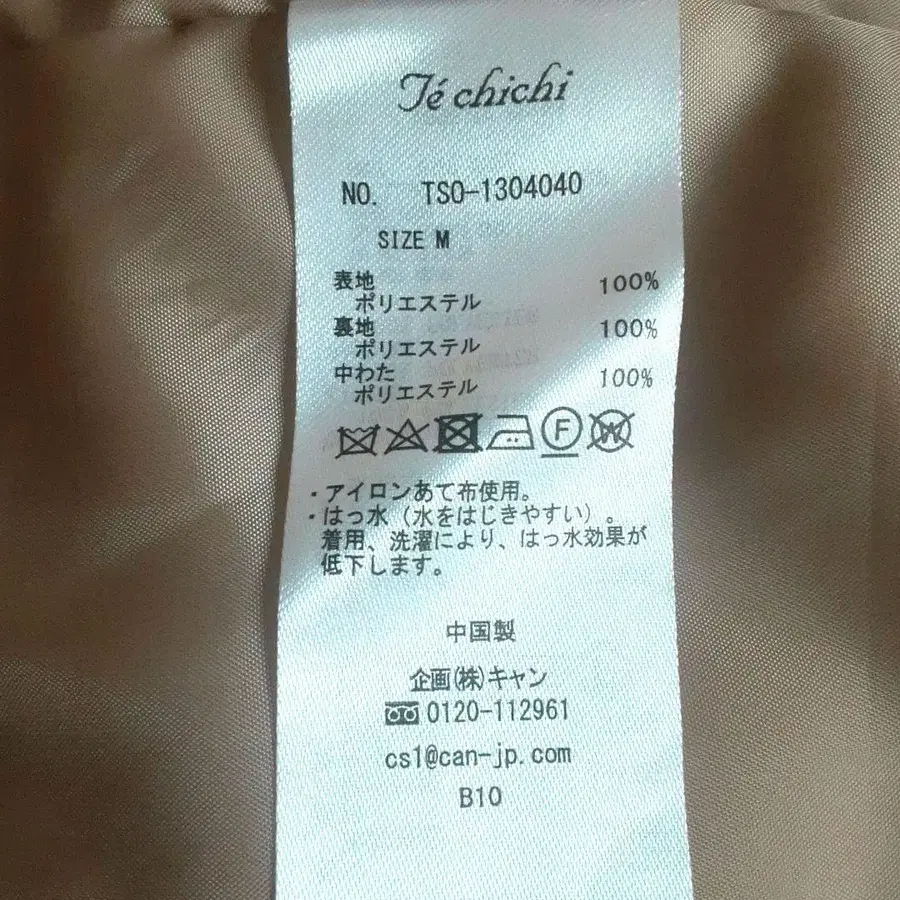 Té chichi
NO. TSO-1304040
SIZE M
表地
ポリエステル 100%
裏地
ポリエステル 100%
中わた
ポリエステル 100%
F W
・アイロンあて布使用。
・はっ水（水をはじきやすい）。
着用、洗濯により、はっ水効果が
低下します。
中国製
企画(株)キャン
0120-112961
cs1@can-jp.com
B10